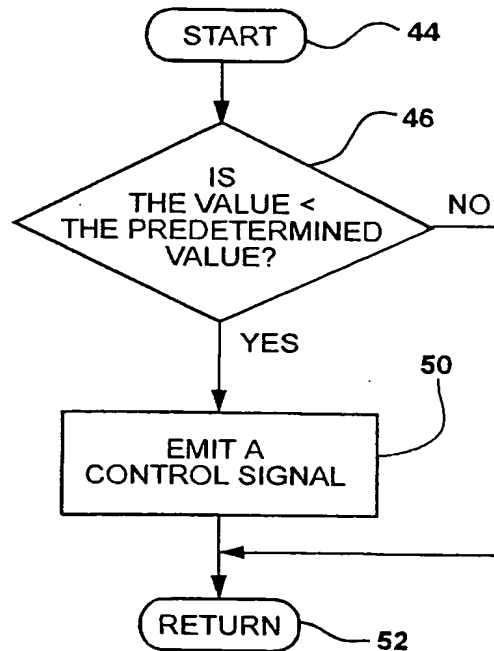 START
44
46
IS
THE VALUE <
THE PREDETERMINED
VALUE?
NO
YES
50
EMIT A
CONTROL SIGNAL
RETURN
52